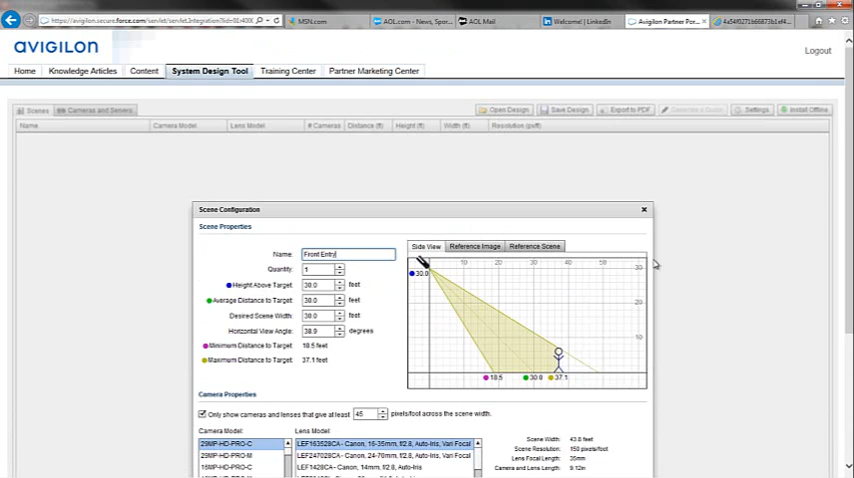 https://avigilon.secure.force.com/servlet/servlet.Integration?lid=
MSN.com
AOL.com - News, Spor...
AOL Mail
Welcome! | LinkedIn
Avigilon Partner Por...
4a54f0271b66873b1ef4...
avigilon
Logout
Home Knowledge Articles Content System Design Tool Training Center Partner Marketing Center
Scenes Cameras and Servers Open Design Save Design Export to PDF Generate a Quote Settings Install Offline
Name Camera Model Lens Model # Cameras Distance (ft) Height (ft) Width (ft) Resolution (px/ft)
Scene Configuration
Scene Properties
Side View Reference Image Reference Scene
Name: Front Entry
Quantity: 1
Height Above Target: 30.0 feet
Average Distance to Target: 30.0 feet
Desired Scene Width: 30.0 feet
Horizontal View Angle: 38.9 degrees
Minimum Distance to Target: 18.5 feet
Maximum Distance to Target: 37.1 feet
10 20 30 40 50
30
20
10
30.0
18.5 30.0 37.1
Camera Properties
Only show cameras and lenses that give at least 45 pixels/foot across the scene width.
Camera Model: Lens Model:
29MP-HD-PRO-C
29MP-HD-PRO-M
16MP-HD-PRO-C
LEF163528CA- Canon, 16-35mm, f/2.8, Auto-Iris, Vari Focal
LEF247028CA- Canon, 24-70mm, f/2.8, Auto-Iris, Vari Focal
LEF1428CA - Canon, 14mm, f/2.8, Auto-Iris
Scene Width: 43.8 feet
Scene Resolution: 150 pixels/foot
Lens Focal Length: 35mm
Camera and Lens Length: 9.12in